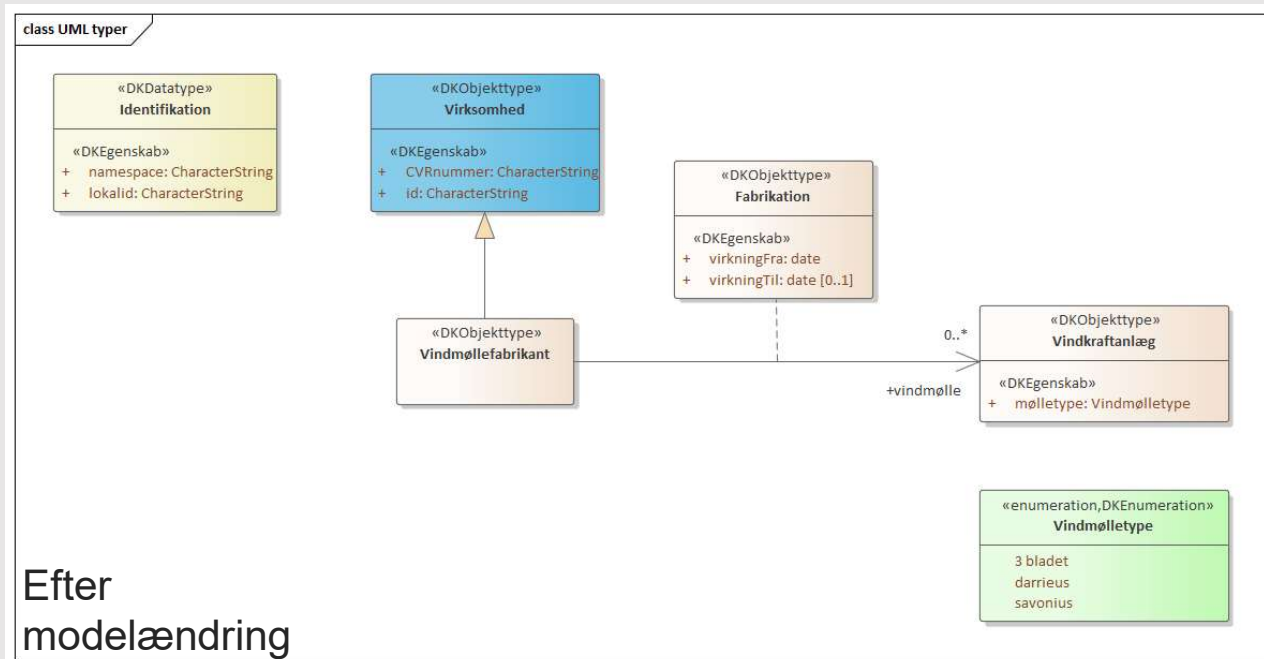 class UML typer
«DKDatatype»
Identifikation
«DKEgenskab»
+ namespace: CharacterString
+ lokalid: CharacterString
«DKObjekttype»
Virksomhed
«DKEgenskab»
+ CVRnummer: CharacterString
+ id: CharacterString
«DKObjekttype»
Fabrikation
«DKEgenskab»
+ virkningFra: date
+ virkningTil: date [0..1]
«DKObjekttype»
Vindmøllefabrikant
0..*
+vindmølle
«DKObjekttype»
Vindkraftanlæg
«DKEgenskab»
+ mølletype: Vindmølletype
«enumeration,DKEnumeration»
Vindmølletype
3 bladet
darrieus
savonius
Efter
modelændring